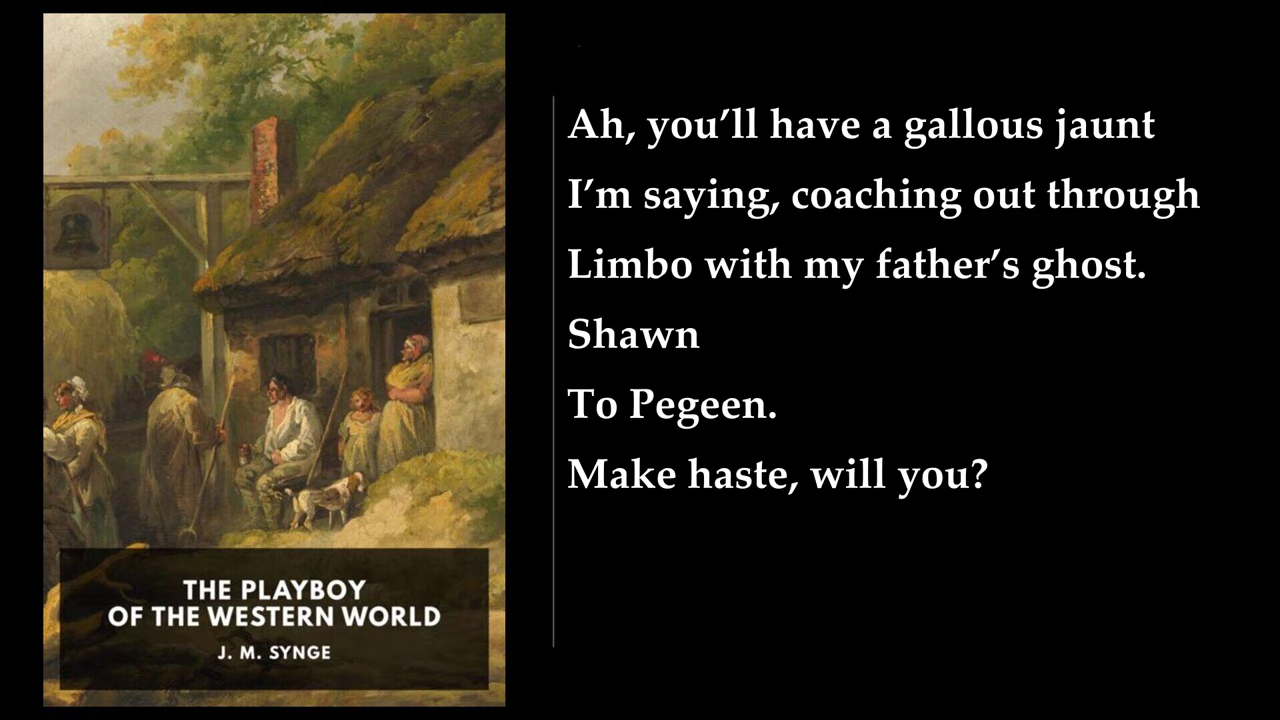 Ah, you’ll have a gallous jaunt
I’m saying, coaching out through
Limbo with my father’s ghost.
Shawn
To Pegeen.
Make haste, will you?
THE PLAYBOY
OF THE WESTERN WORLD
J. M. SYNGE